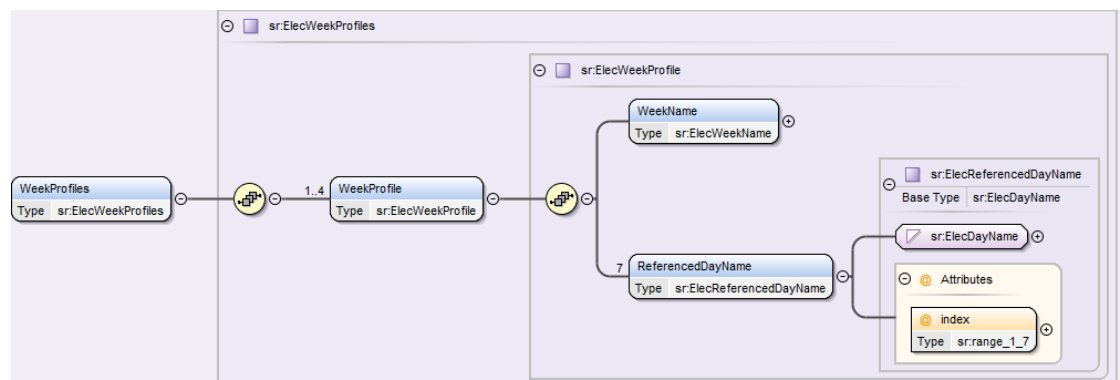 sr:ElecWeekProfiles
sr:ElecWeekProfile
WeekName
Type sr:ElecWeekName
sr:ElecReferencedDayName
Base Type sr:ElecDayName
WeekProfiles
Type sr:ElecWeekProfiles
1..4
WeekProfile
Type sr:ElecWeekProfile
sr:ElecDayName
7
ReferencedDayName
Type sr:ElecReferencedDayName
@ Attributes
@ index
Type sr:range_1_7